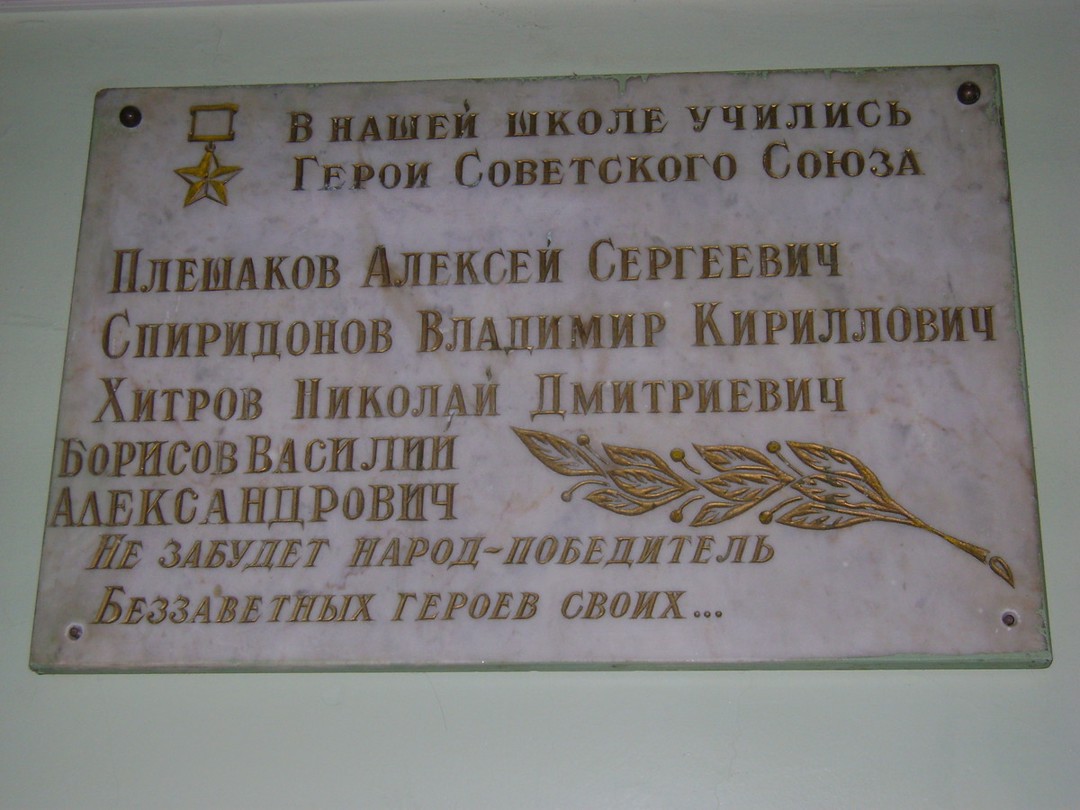 В НАШЕЙ ШКОЛЕ УЧИЛИСЬ
ГЕРОИ СОВЕТСКОГО СОЮЗА
ПЛЕШАКОВ АЛЕКСЕЙ СЕРГЕЕВИЧ
СПИРИДОНОВ ВЛАДИМИР КИРИЛЛОВИЧ
ХИТРОВ НИКОЛАЙ ДМИТРИЕВИЧ
БОРИСОВ ВАСИЛИИ
АЛЕКСАНДРОВИЧ
НЕ ЗАБУДЕТ НАРОД-ПОБЕДИТЕЛЬ
БЕЗЗАВЕТНЫХ ГЕРОЕВ СВОИХ...